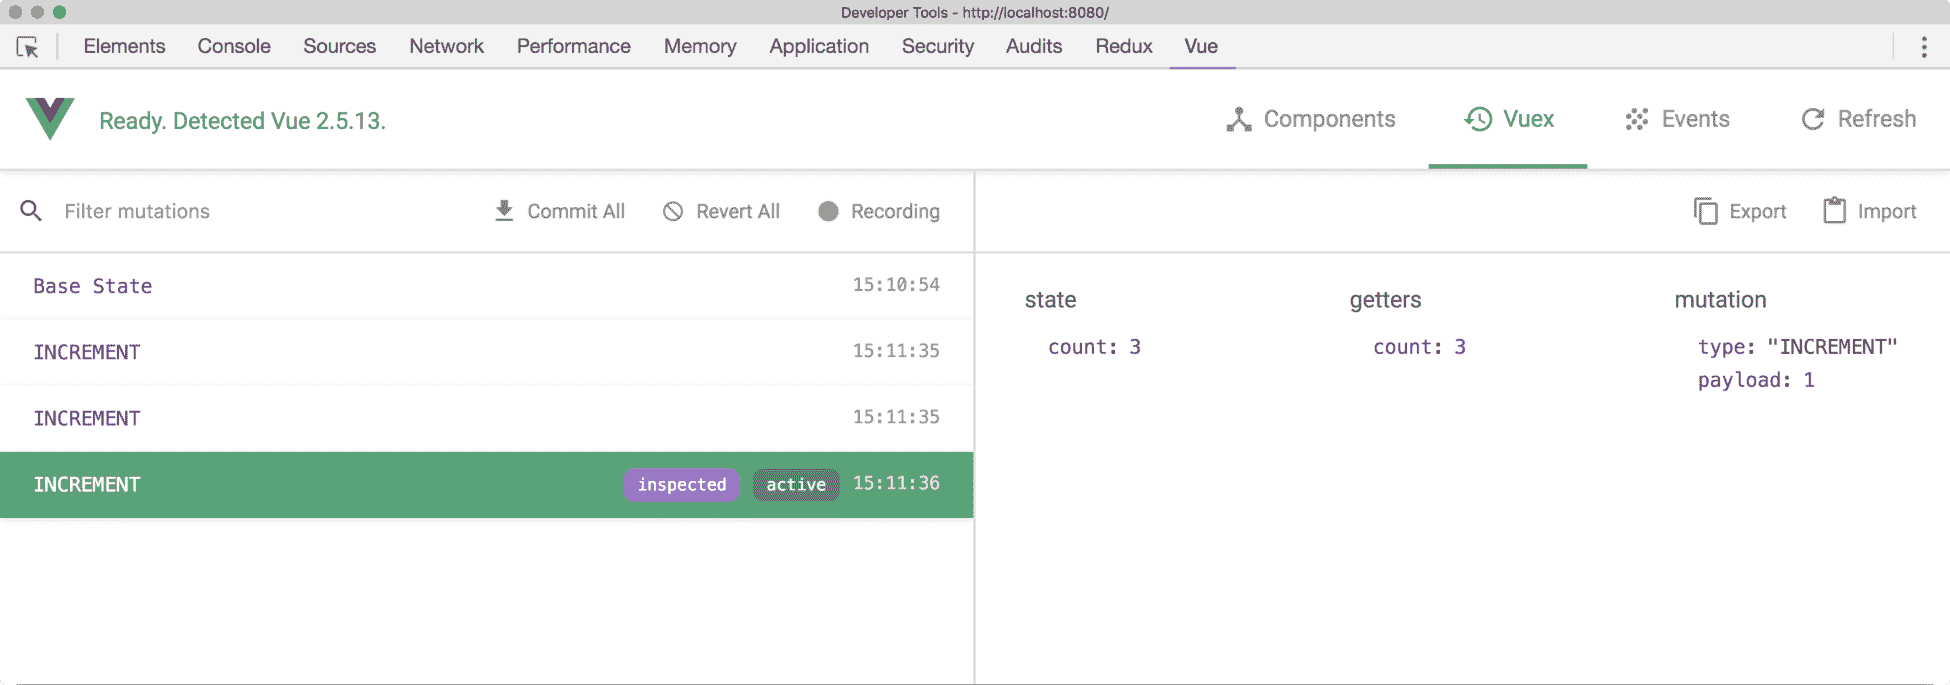 Developer Tools - http://localhost:8080/
Elements Console Sources Network Performance Memory Application Security Audits Redux Vue
Ready. Detected Vue 2.5.13.
Components Vuex Events Refresh
Filter mutations Commit All Revert All Recording
Export Import
Base State 15:10:54
INCREMENT 15:11:35
INCREMENT 15:11:35
INCREMENT inspected active 15:11:36
state getters mutation
count: 3 count: 3 type: "INCREMENT"
payload: 1